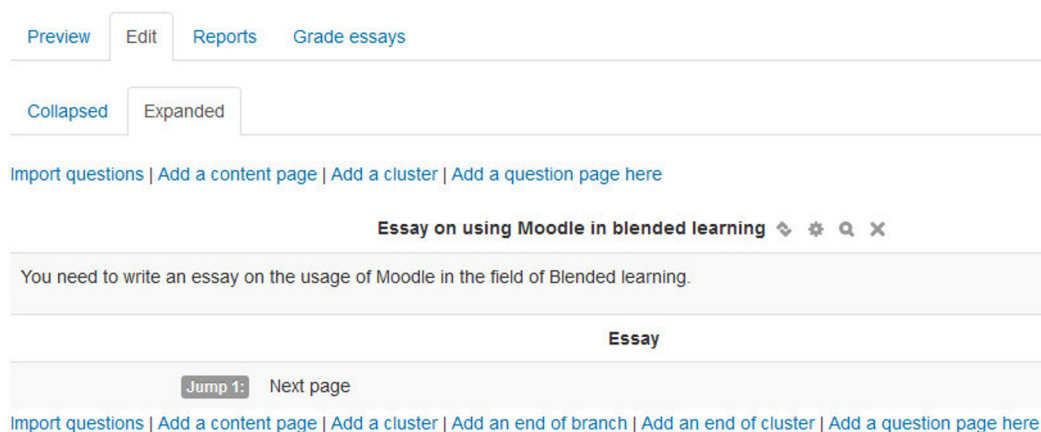 Preview Edit Reports Grade essays
Collapsed Expanded
Import questions | Add a content page | Add a cluster | Add a question page here
Essay on using Moodle in blended learning
You need to write an essay on the usage of Moodle in the field of Blended learning.
Essay
Jump 1: Next page
Import questions | Add a content page | Add a cluster | Add an end of branch | Add an end of cluster | Add a question page here